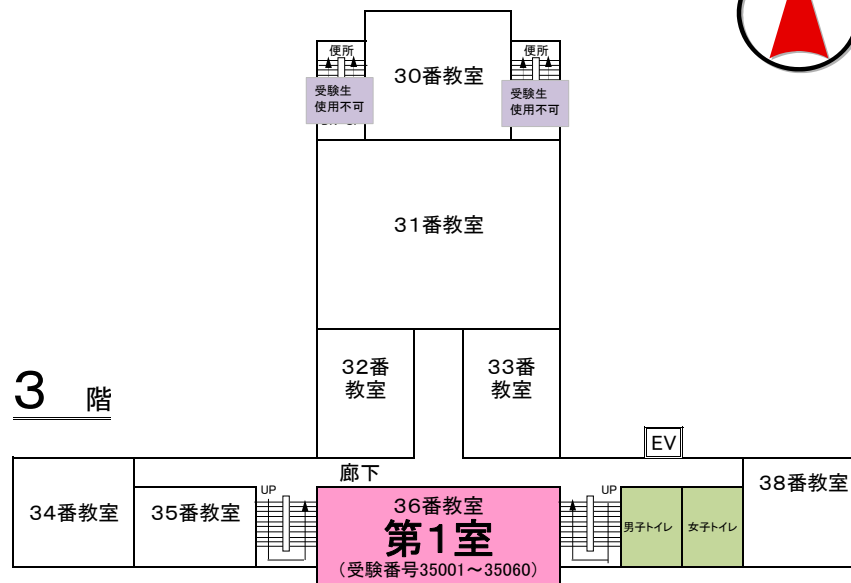 便所
便所
30番教室
受験生
使用不可
受験生
使用不可
31番教室
32番
教室
33番
教室
3 階
EV
廊下
34番教室
35番教室
UP
36番教室
第1室
（受験番号35001～35060）
UP
男子トイレ
女子トイレ
38番教室